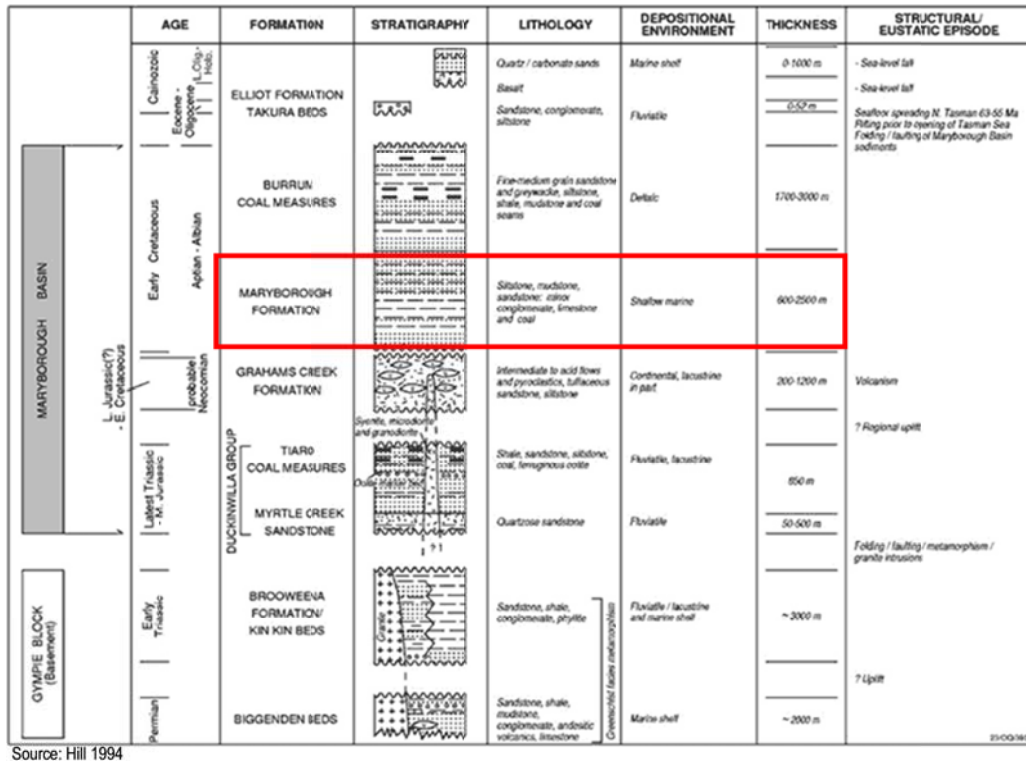 AGE
FORMATION
STRATIGRAPHY
LITHOLOGY
DEPOSITIONAL
ENVIRONMENT
THICKNESS
STRUCTURAL/
EUSTATIC EPISODE
Cainozoic
L.Olig.-
Holo.
Eocene -
Oligocene
Quartz / carbonate sands
Marine shelf
0-1000 m
- Sea-level fall
Basalt
- Sea-level fall
ELLIOT FORMATION
TAKURA BEDS
Sandstone, conglomerate,
siltstone
Fluviatile
0-52 m
Seafloor spreading N. Tasman 63-55 Ma
Rifting prior to opening of Tasman Sea
Folding / faulting of Maryborough Basin
sediments
MARYBOROUGH BASIN
Early Cretaceous
Aptian - Albian
BURRUM
COAL MEASURES
Fine-medium grain sandstone
and greywacke, siltstone,
shale, mudstone and coal
seams
Deltaic
1700-3000 m
MARYBOROUGH
FORMATION
Siltstone, mudstone,
sandstone: minor
conglomerate, limestone
and coal
Shallow marine
600-2500 m
L. Jurassic(?)
- E. Cretaceous
probable
Neocomian
GRAHAMS CREEK
FORMATION
Intermediate to acid flows
and pyroclastics, tuffaceous
sandstone, siltstone
Continental, lacustrine
in part
200-1200 m
Volcanism
Syenite, microdiorite
and granodiorite
? Regional uplift
Latest Triassic
- M. Jurassic
DUCKINWILLA GROUP
TIARO
COAL MEASURES
Shale, sandstone, siltstone,
coal, ferruginous oolite
Fluviatile, lacustrine
650 m
MYRTLE CREEK
SANDSTONE
Quartzose sandstone
Fluviatile
50-500 m
? ?
Folding / faulting / metamorphism /
granite intrusions
GYMPIE BLOCK
(Basement)
Early
Triassic
BROOWEENA
FORMATION/
KIN KIN BEDS
Granite
Sandstone, shale,
conglomerate, phyllite
Greenschist facies metamorphism
Fluviatile / lacustrine
and marine shelf
~ 3000 m
? Uplift
Permian
BIGGENDEN BEDS
Sandstone, shale,
mudstone,
conglomerate, andesitic
volcanics, limestone
Marine shelf
~ 2000 m
Source: Hill 1994